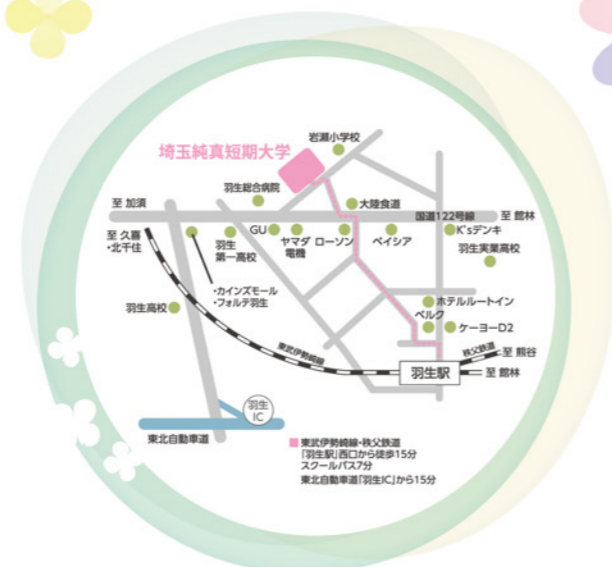 岩瀬小学校
埼玉純真短期大学
羽生総合病院
大陸食道
至 加須
国道122号線
至 館林
至 久喜
・北千住
羽生
第一高校
GU
ヤマダ
電機
ローソン
ベイシア
K'sデンキ
羽生実業高校
・カインズモール
・フォルテ羽生
羽生高校
ホテルルートイン
ベルク
ケーヨーD2
東武伊勢崎線
秩父鉄道
至 熊谷
羽生駅
至 館林
羽生
IC
東北自動車道
東武伊勢崎線・秩父鉄道
「羽生駅」西口から徒歩15分
スクールバス7分
東北自動車道「羽生IC」から15分